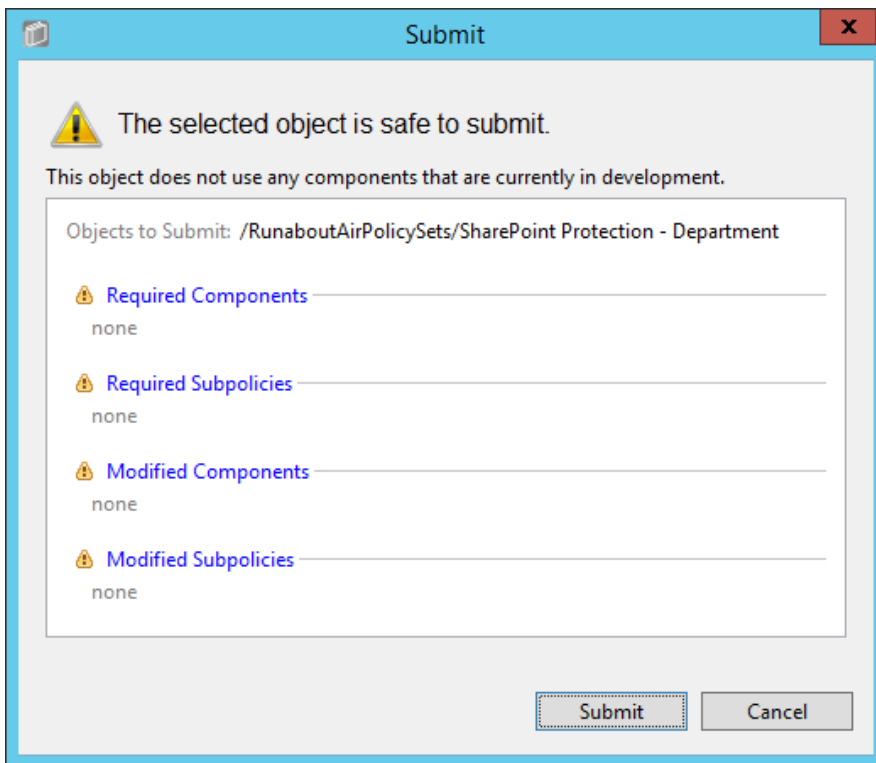 Submit
x
The selected object is safe to submit.
This object does not use any components that are currently in development.
Objects to Submit: /RunaboutAirPolicySets/SharePoint Protection - Department
Required Components
none
Required Subpolicies
none
Modified Components
none
Modified Subpolicies
none
Submit Cancel